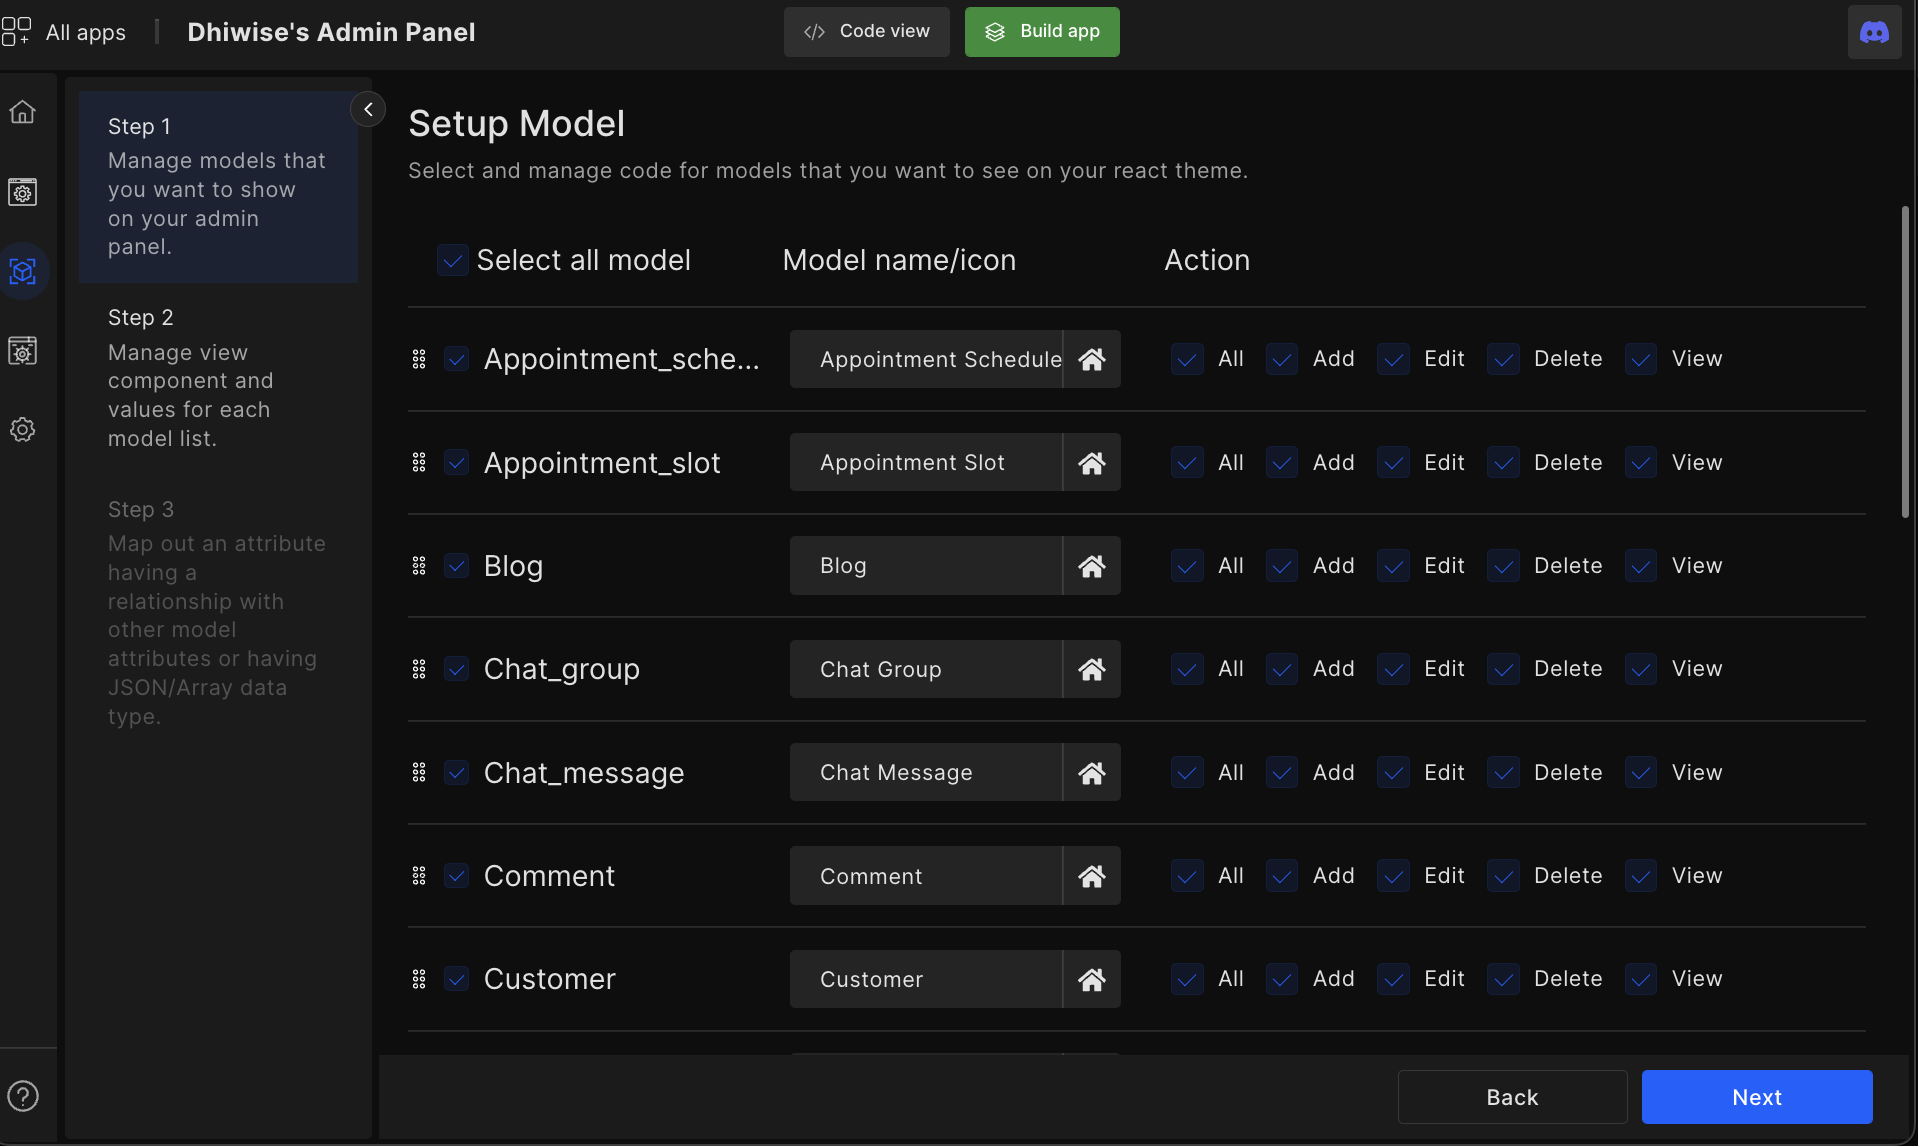 All apps
Dhiwise's Admin Panel
Code view
Build app
Step 1
Manage models that
you want to show
on your admin
panel.
Step 2
Manage view
component and
values for each
model list.
Step 3
Map out an attribute
having a
relationship with
other model
attributes or having
JSON/Array data
type.
Setup Model
Select and manage code for models that you want to see on your react theme.
Select all model Model name/icon Action
Appointment_sche... Appointment Schedule All Add Edit Delete View
Appointment_slot Appointment Slot All Add Edit Delete View
Blog Blog All Add Edit Delete View
Chat_group Chat Group All Add Edit Delete View
Chat_message Chat Message All Add Edit Delete View
Comment Comment All Add Edit Delete View
Customer Customer All Add Edit Delete View
Back
Next